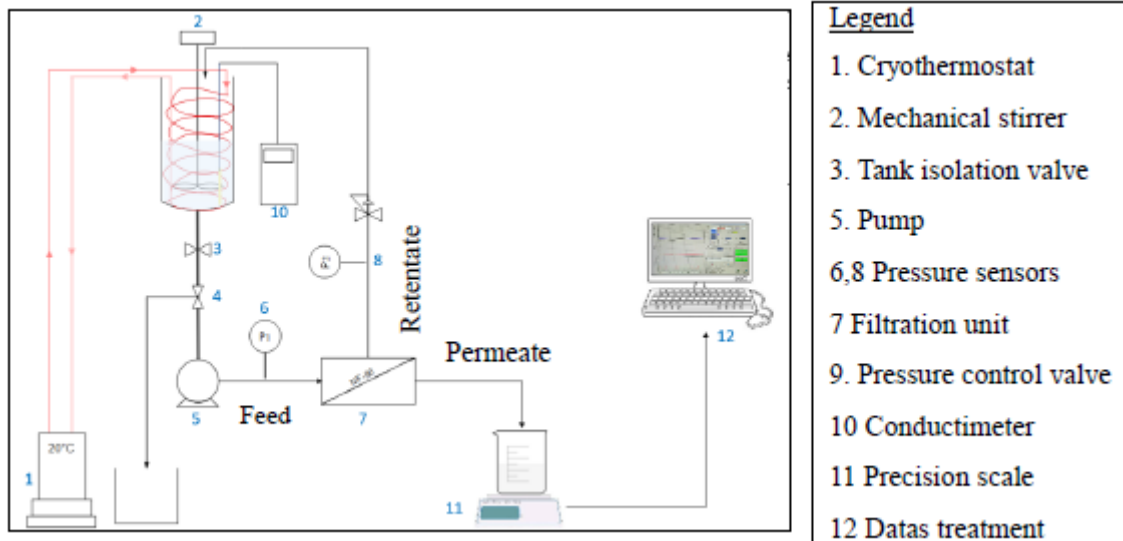 2
10
3
P2
8
Retentate
4
6
P1
12
Permeate
5
Feed
7
20°C
1
11
Legend
1. Cryothermostat
2. Mechanical stirrer
3. Tank isolation valve
5. Pump
6,8 Pressure sensors
7 Filtration unit
9. Pressure control valve
10 Conductimeter
11 Precision scale
12 Datas treatment